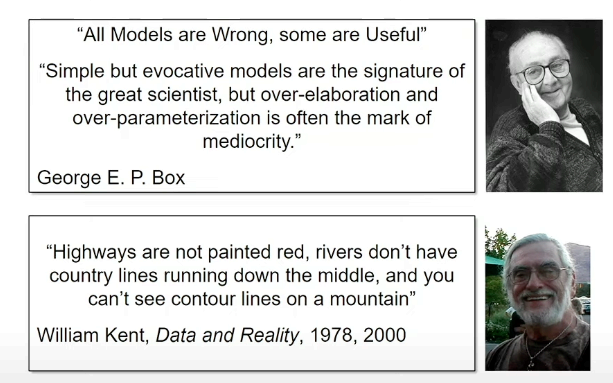 “All Models are Wrong, some are Useful”
“Simple but evocative models are the signature of
the great scientist, but over-elaboration and
over-parameterization is often the mark of
mediocrity.”
George E. P. Box
“Highways are not painted red, rivers don’t have
country lines running down the middle, and you
can’t see contour lines on a mountain”
William Kent, Data and Reality, 1978, 2000